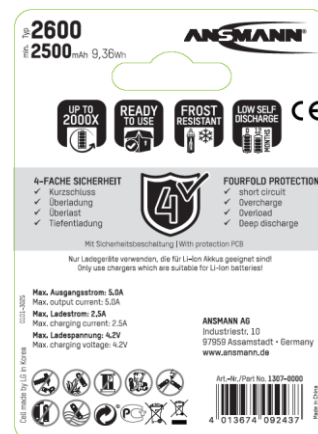 Typ 2600
ANSMANN®
min. 2500mAh 9,36Wh
UP TO
2000X
READY
TO USE
FROST
RESISTANT
LOW SELF
DISCHARGE
MONTHS
CE
4-FACHE SICHERHEIT
✓ Kurzschluss
✓ Überladung
✓ Überlast
✓ Tiefentladung
4
FOURFOLD PROTECTION
✓ short circuit
✓ Overcharge
✓ Overload
✓ Deep discharge
Mit Sicherheitsbeschaltung | With protection PCB
Nur Ladegeräte verwenden, die für Li-Ion Akkus geeignet sind!
Only use chargers which are suitable for Li-Ion batteries!
Max. Ausgangsstrom: 5,0A
Max. output current: 5.0A
Max. Ladestrom: 2,5A
Max. charging current: 2.5A
Max. Ladespannung: 4,2V
Max. charging voltage: 4.2V
ANSMANN AG
Industriestr. 10
97959 Assamstadt • Germany
www.ansmann.de
Cell made by LG in Korea
Art.-Nr./Part No. 1307-0000
4 013674 092437
Made in China